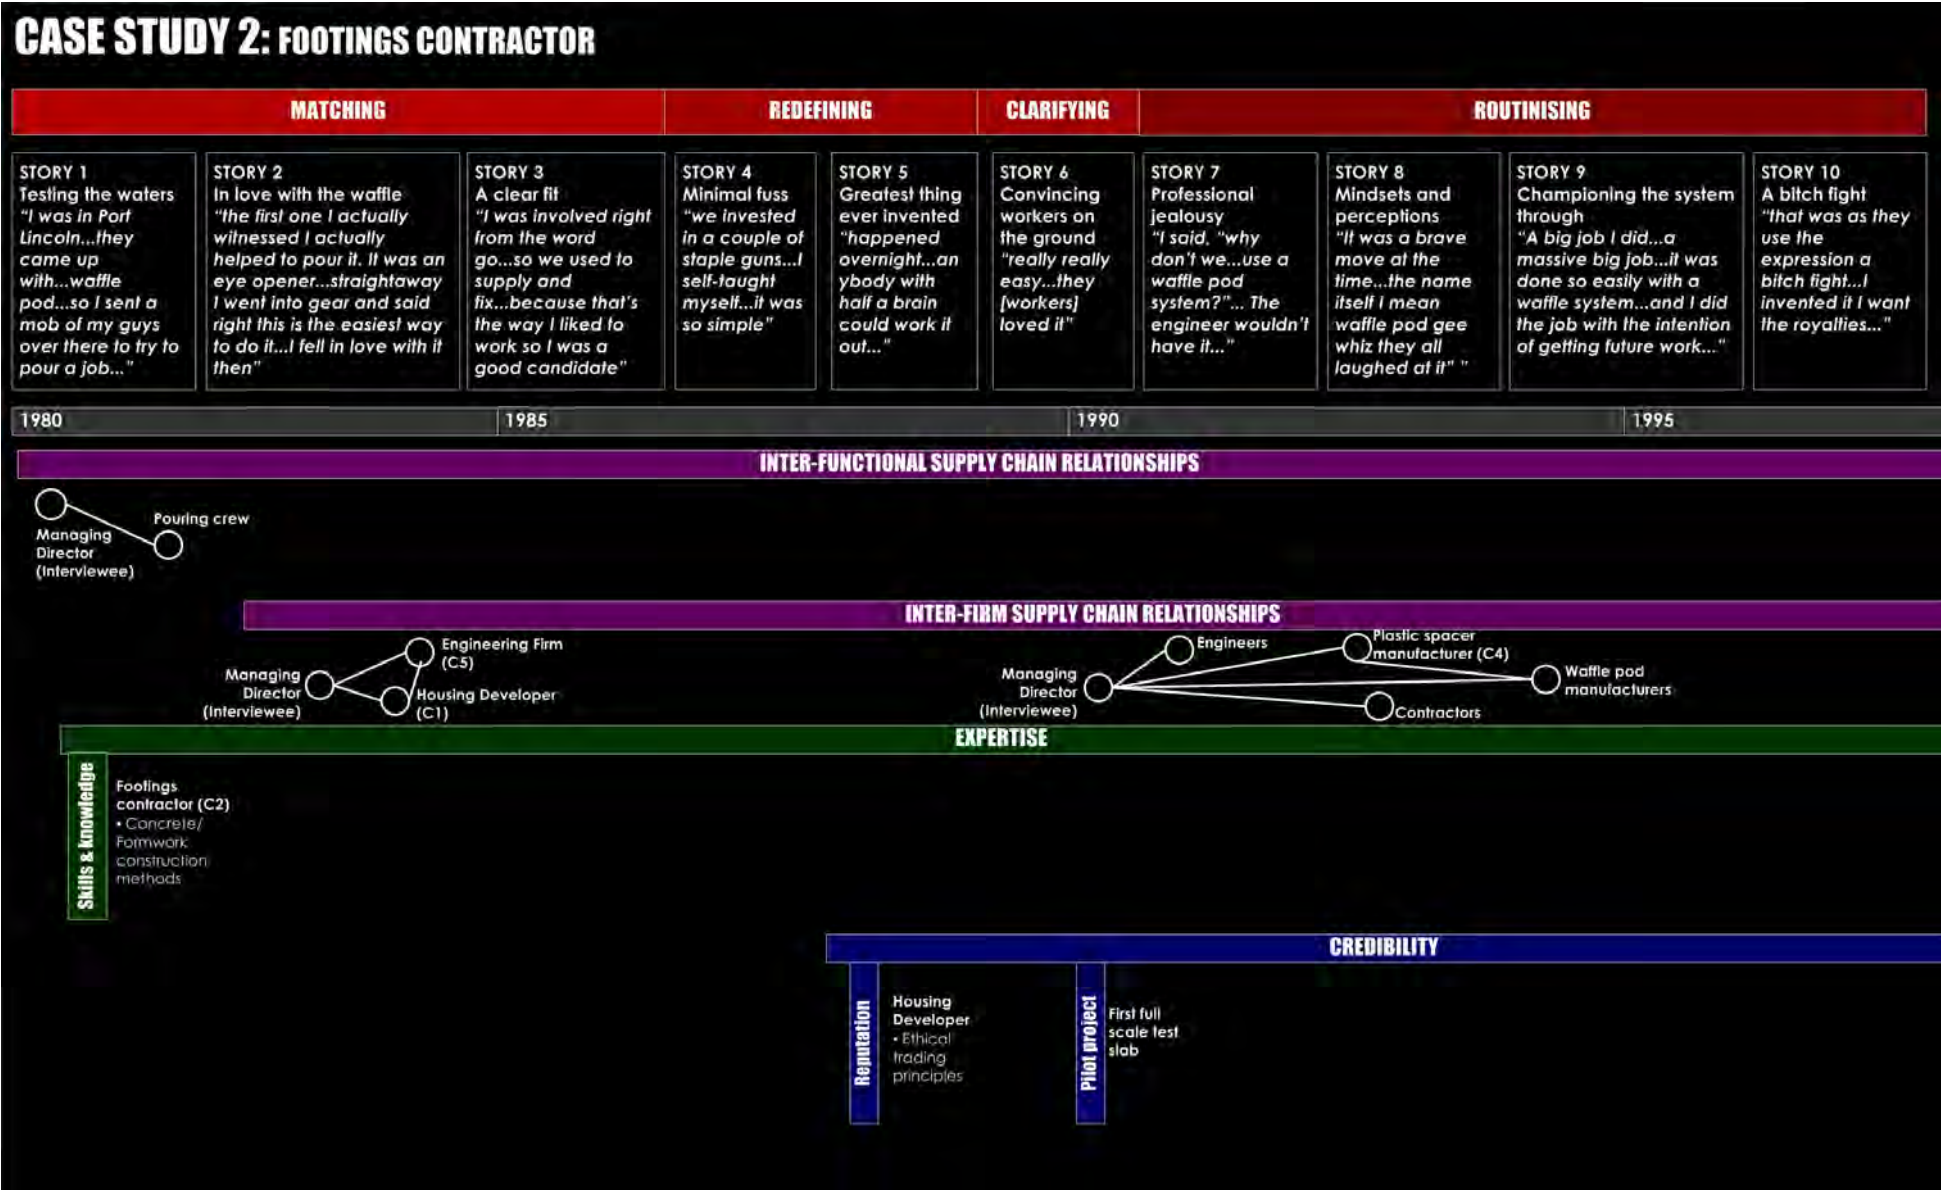 CASE STUDY 2: FOOTINGS CONTRACTOR
MATCHING
REDEFINING
CLARIFYING
ROUTINISING
STORY 1
Testing the waters
"I was in Port
Lincoln...they
came up
with...waffle
pod...so I sent a
mob of my guys
over there to try to
pour a job..."
STORY 2
In love with the waffle
"the first one I actually
witnessed I actually
helped to pour it. It was an
eye opener...straightaway
I went into gear and said
right this is the easiest way
to do it...I fell in love with it
then"
STORY 3
A clear fit
"I was involved right
from the word
go...so we used to
supply and
fix...because that's
the way I liked to
work so I was a
good candidate"
STORY 4
Minimal fuss
"we invested
in a couple of
staple guns...I
self-taught
myself...it was
so simple"
STORY 5
Greatest thing
ever invented
"happened
overnight...an
ybody with
half a brain
could work it
out..."
STORY 6
Convincing
workers on
the ground
"really really
easy...they
[workers]
loved it"
STORY 7
Professional
jealousy
"I said, "why
don't we...use a
waffle pod
system?"... The
engineer wouldn't
have it..."
STORY 8
Mindsets and
perceptions
"It was a brave
move at the
time...the name
itself I mean
waffle pod gee
whiz they all
laughed at it" "
STORY 9
Championing the system
through
"A big job I did...a
massive big job...it was
done so easily with a
waffle system...and I did
the job with the intention
of getting future work..."
STORY 10
A bitch fight
"that was as they
use the
expression a
bitch fight...I
invented it I want
the royalties..."
1980
1985
1990
1995
INTER-FUNCTIONAL SUPPLY CHAIN RELATIONSHIPS
Managing
Director
(Interviewee)
Pouring crew
INTER-FIRM SUPPLY CHAIN RELATIONSHIPS
Managing
Director
(Interviewee)
Engineering Firm
(C5)
Housing Developer
(C1)
Managing
Director
(Interviewee)
Engineers
Plastic spacer
manufacturer (C4)
Contractors
Waffle pod
manufacturers
EXPERTISE
Skills & knowledge
Footings
contractor (C2)
• Concrete/
Formwork
construction
methods
CREDIBILITY
Reputation
Housing
Developer
• Ethical
trading
principles
Pilot project
First full
scale test
slab